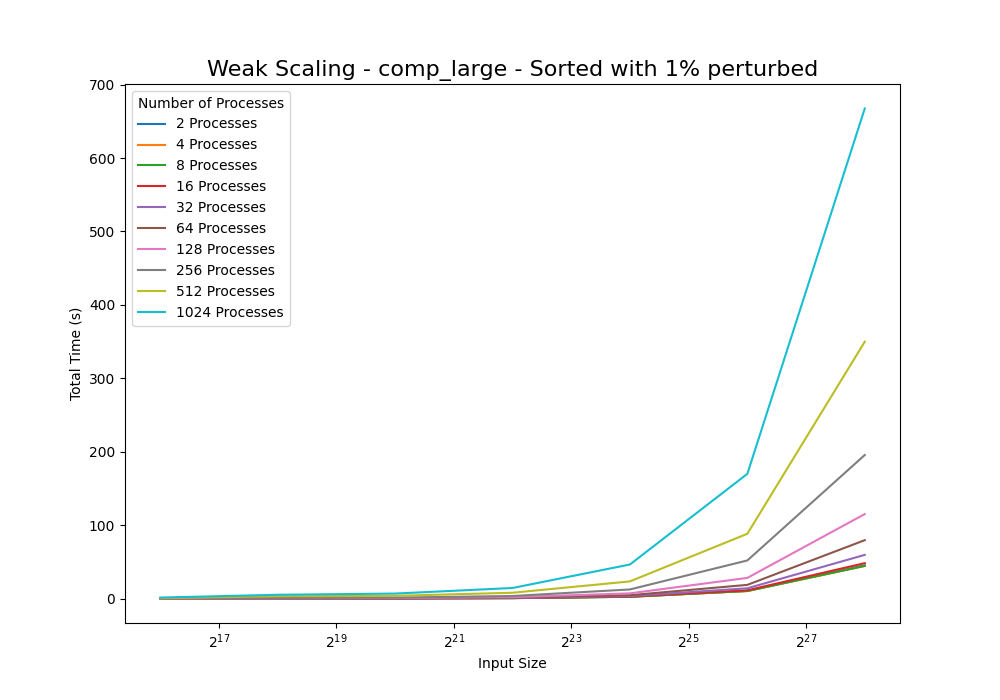 Weak Scaling - comp_large - Sorted with 1% perturbed
Number of Processes
2 Processes
4 Processes
8 Processes
16 Processes
32 Processes
64 Processes
128 Processes
256 Processes
512 Processes
1024 Processes
Total Time (s)
700
600
500
400
300
200
100
0
2^17 2^19 2^21 2^23 2^25 2^27
Input Size